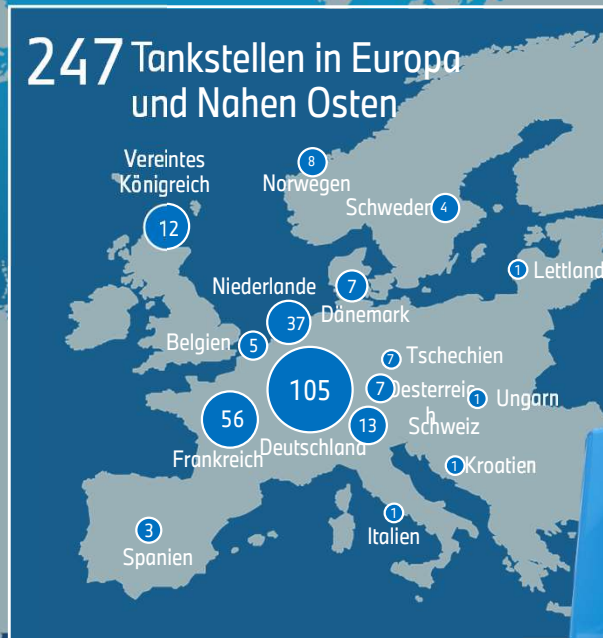 247 Tankstellen in Europa
und Nahen Osten
Vereintes
Königreich
12
8
Norwegen
Schweden
4
1 Lettland
Niederlande
37
7
Dänemark
Belgien 5
7 Tschechien
105
Deutschland
7 Oesterreic
h
1 Ungarn
13
Schweiz
56
Frankreich
1 Kroatien
1
Italien
3
Spanien